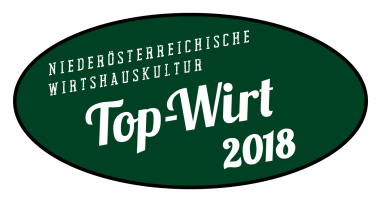 NIEDERÖSTERREICHISCHE
WIRTSHAUSKULTUR
Top-Wirt
2018